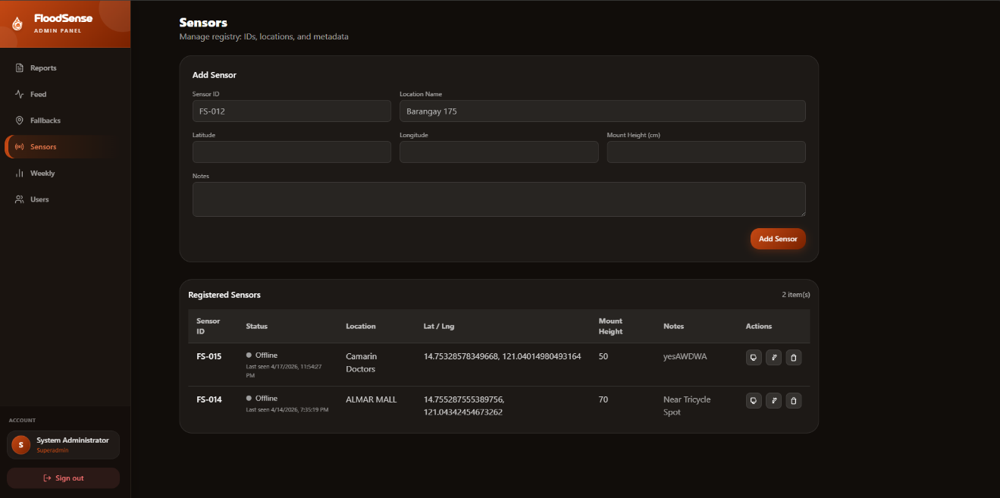 FloodSense
ADMIN PANEL
Reports
Feed
Fallbacks
Sensors
Weekly
Users
ACCOUNT
S
System Administrator
Superadmin
Sign out
Sensors
Manage registry: IDs, locations, and metadata
Add Sensor
Sensor ID
Location Name
FS-012
Barangay 175
Latitude
Longitude
Mount Height (cm)
Notes
Add Sensor
Registered Sensors
2 item(s)
Sensor
ID
Status
Location
Lat / Lng
Mount
Height
Notes
Actions
FS-015
Offline
Last seen 4/17/2026, 11:54:27
PM
Camarin
Doctors
14.75328578349668, 121.04014980493164
50
yesAWDWA
FS-014
Offline
Last seen 4/14/2026, 7:35:19 PM
ALMAR MALL
14.755287555389756,
121.04342454673262
70
Near Tricycle
Spot